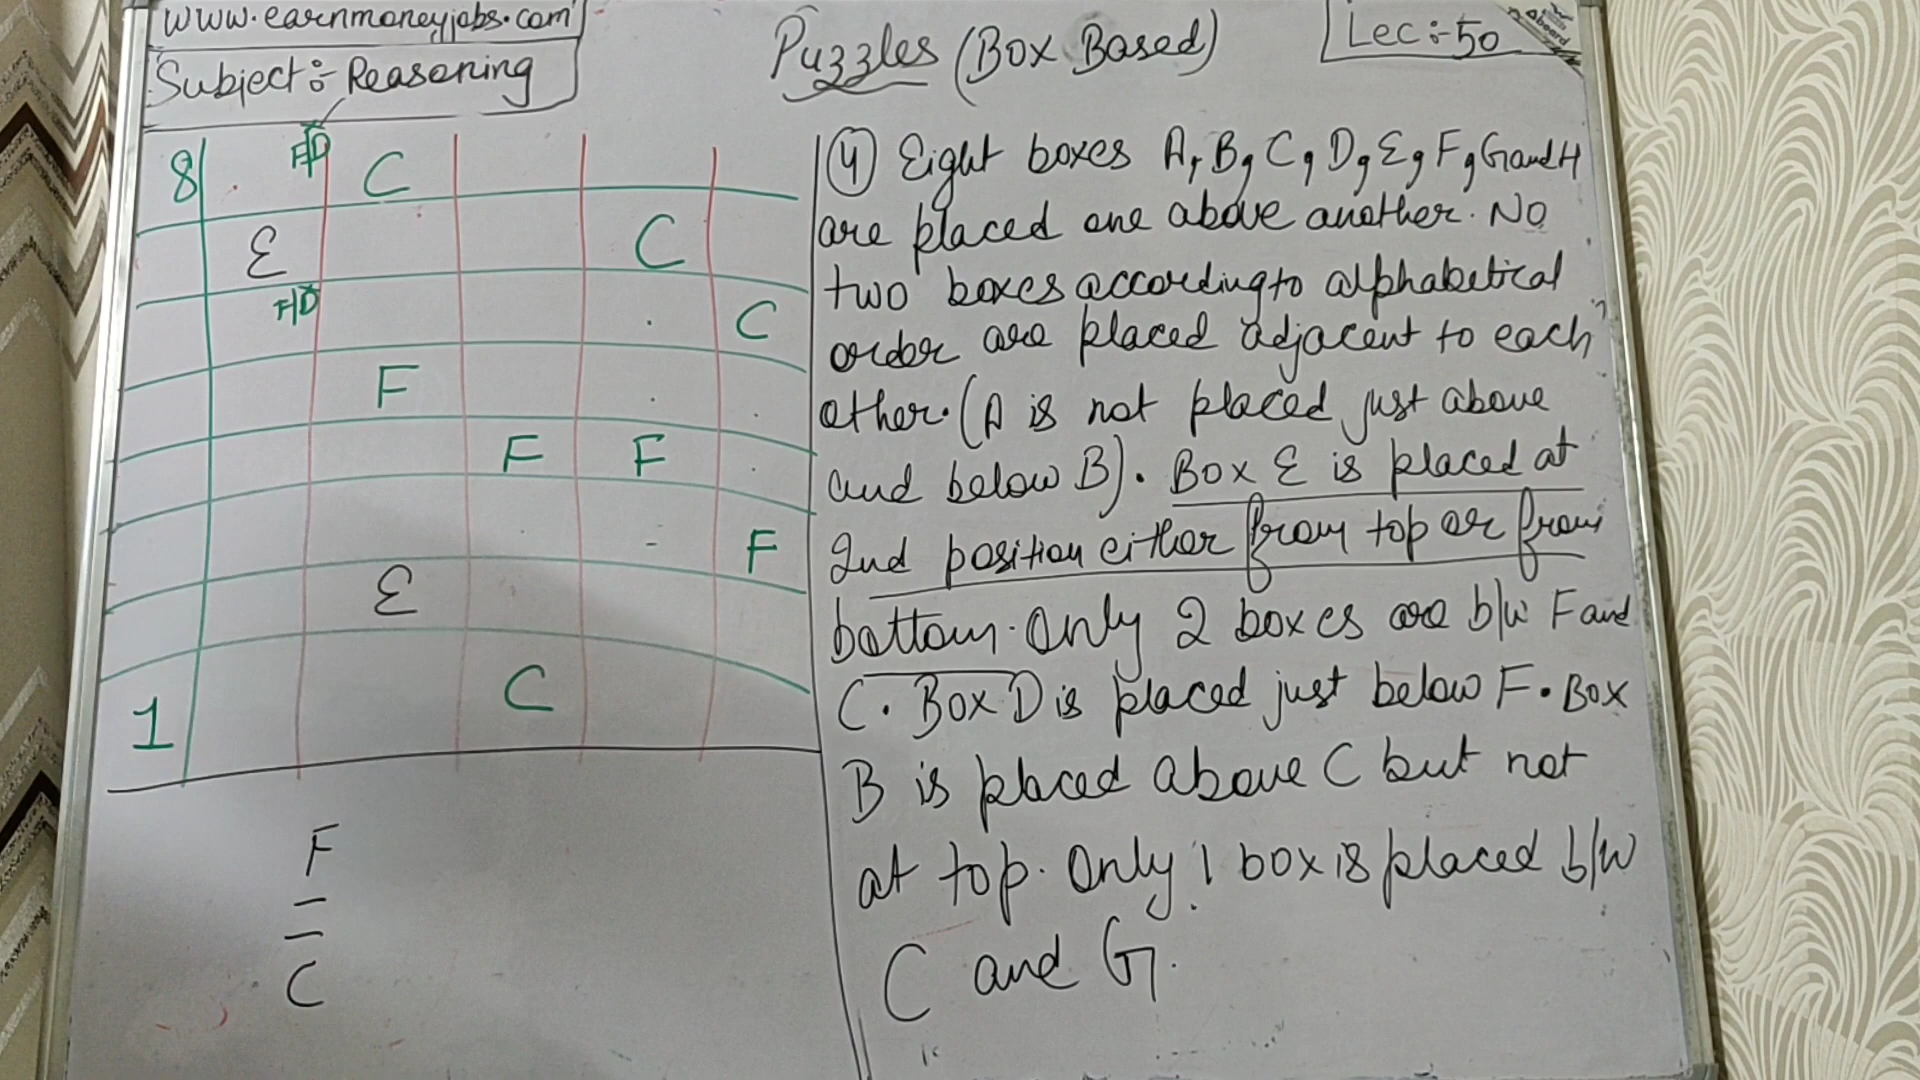 www.earnmoneyjobs.com
Subject:- Reasoning
Puzzles (Box Based)
Lec:-50
Aboard
8 F/D C
E C
F/D C
F
F F
F
E
C
1
F
–
–
C
(4) Eight boxes A, B, C, D, E, F, G and H
are placed one above another. No
two boxes according to alphabetical
order are placed adjacent to each
other. (A is not placed just above
and below B). Box E is placed at
2nd position either from top or from
bottom. Only 2 boxes are b/w F and
C. Box D is placed just below F. Box
B is placed above C but not
at top. Only 1 box is placed b/w
C and G.